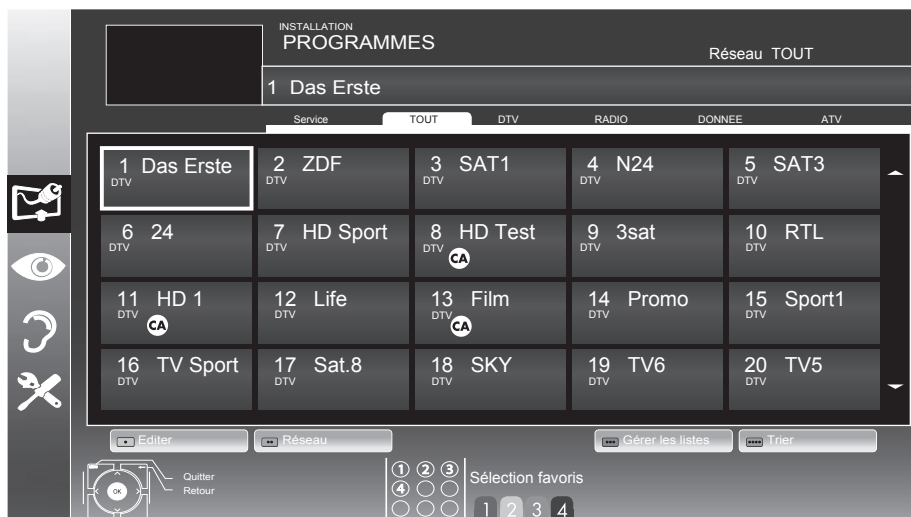 INSTALLATION
PROGRAMMES
Réseau TOUT
1 Das Erste
Service TOUT DTV RADIO DONNEE ATV
1 Das Erste 2 ZDF 3 SAT1 4 N24 5 SAT3
DTV DTV DTV DTV DTV
6 24 7 HD Sport 8 HD Test 9 3sat 10 RTL
DTV DTV DTV DTV DTV
CA
11 HD 1 12 Life 13 Film 14 Promo 15 Sport1
DTV DTV DTV DTV DTV
CA CA
16 TV Sport 17 Sat.8 18 SKY 19 TV6 20 TV5
DTV DTV DTV DTV DTV
Editer Réseau Gérer les listes Trier
Quitter
Retour
OK
1 2 3
4
Sélection favoris
1 2 3 4